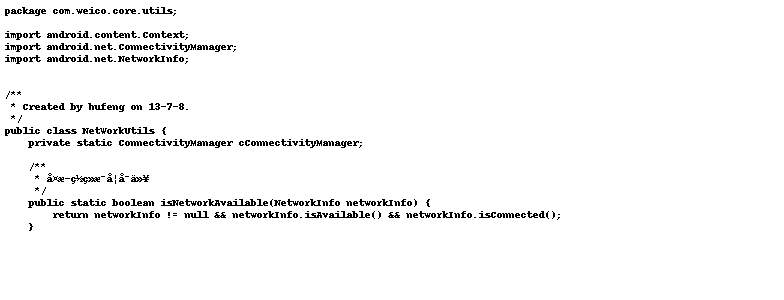 package com.weico.core.utils;
import android.content.Context;
import android.net.ConnectivityManager;
import android.net.NetworkInfo;
/**
* Created by hufeng on 13-7-8.
*/
public class NetWorkUtils {
private static ConnectivityManager cConnectivityManager;
/**
*
*/
public static boolean isNetworkAvailable(NetworkInfo networkInfo) {
return networkInfo != null && networkInfo.isAvailable() && networkInfo.isConnected();
}